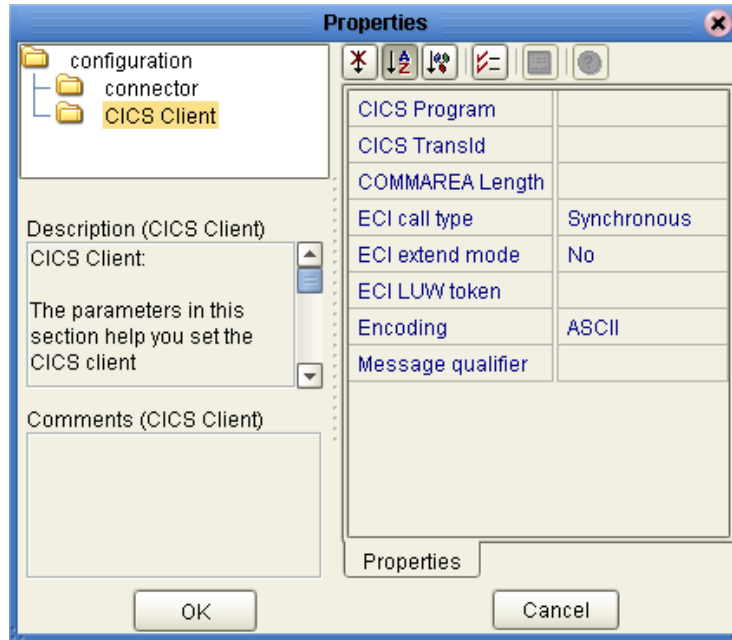 Properties
configuration
connector
CICS Client
Description (CICS Client)
CICS Client:
The parameters in this
section help you set the
CICS client
Comments (CICS Client)
OK
A
Z
CICS Program
CICS TransId
COMMAREA Length
ECI call type Synchronous
ECI extend mode No
ECI LUW token
Encoding ASCII
Message qualifier
Properties
Cancel